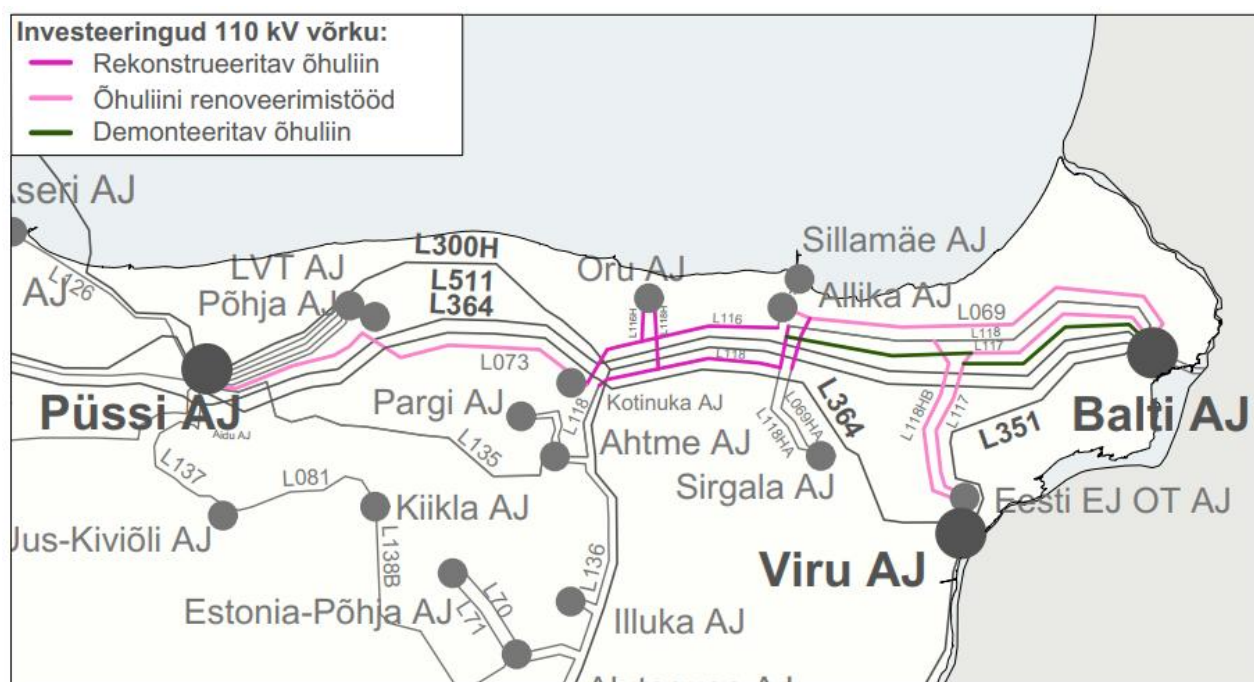 Investeeringud 110 kV võrku:
Rekonstrueeritav õhuliin
Õhuliini renoveerimistööd
Demonteeritav õhuliin
seri AJ
L126
AJ
LVT AJ
Põhja AJ
L300H
L511
L364
Oru AJ
L116H
L118H
L116
Sillamäe AJ
Allika AJ
L069
L118
L117
L073
L118
Kotinuka AJ
Püssi AJ
Aidu AJ
Pargi AJ
L118
Ahtme AJ
L135
L069HA
L118HA
Sirgala AJ
L364
L118HB
L117
L351
Balti AJ
L137
L081
Kiikla AJ
Jus-Kiviõli AJ
L138B
Eesti EJ OT AJ
Viru AJ
L136
Estonia-Põhja AJ
L70
L71
Illuka AJ